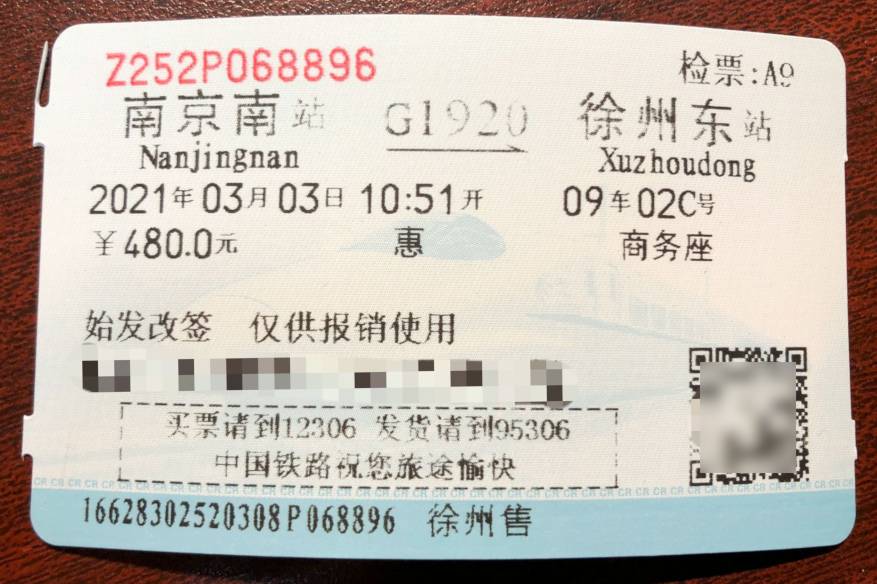 Z252P068896 检票:A9
南京南站 G1920 徐州东站
Nanjingnan Xuzhoudong
2021年03月03日 10:51开 09车02C号
￥480.0元 惠 商务座
始发改签 仅供报销使用
买票请到12306 发货请到95306
中国铁路祝您旅途愉快
16628302520308P068896 徐州售